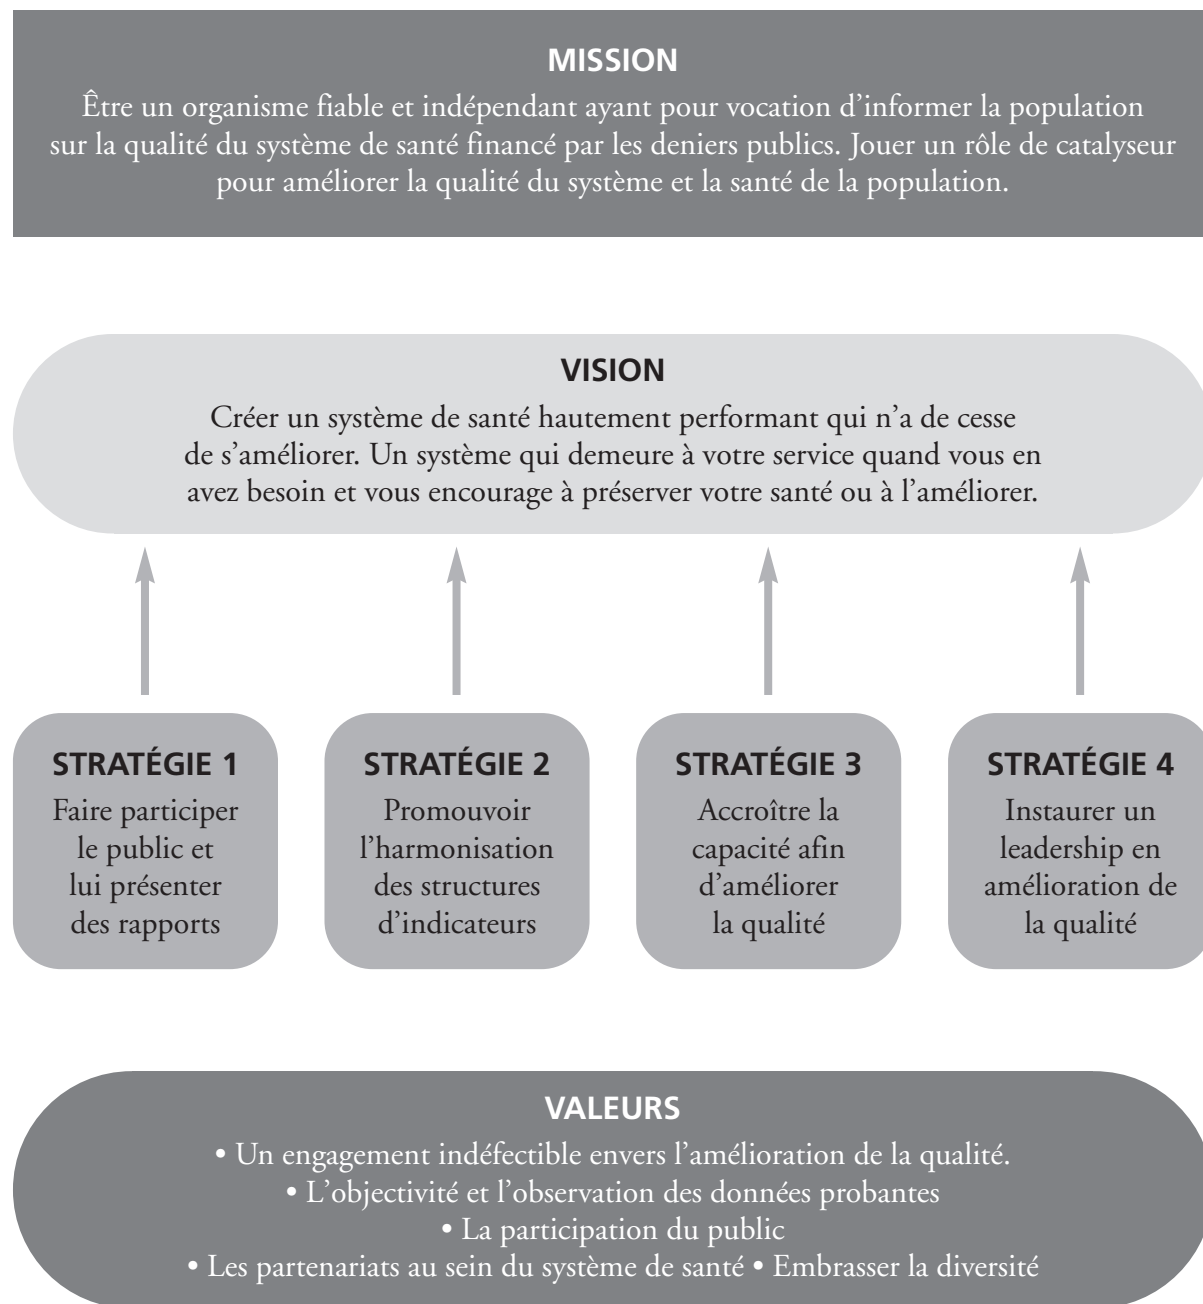 MISSION
Être un organisme fiable et indépendant ayant pour vocation d’informer la population
sur la qualité du système de santé financé par les deniers publics. Jouer un rôle de catalyseur
pour améliorer la qualité du système et la santé de la population.
VISION
Créer un système de santé hautement performant qui n’a de cesse
de s’améliorer. Un système qui demeure à votre service quand vous en
avez besoin et vous encourage à préserver votre santé ou à l’améliorer.
STRATÉGIE 1
Faire participer
le public et
lui présenter
des rapports
STRATÉGIE 2
Promouvoir
l’harmonisation
des structures
d’indicateurs
STRATÉGIE 3
Accroître la
capacité afin
d’améliorer
la qualité
STRATÉGIE 4
Instaurer un
leadership en
amélioration de
la qualité
VALEURS
• Un engagement indéfectible envers l’amélioration de la qualité.
• L’objectivité et l’observation des données probantes
• La participation du public
• Les partenariats au sein du système de santé • Embrasser la diversité